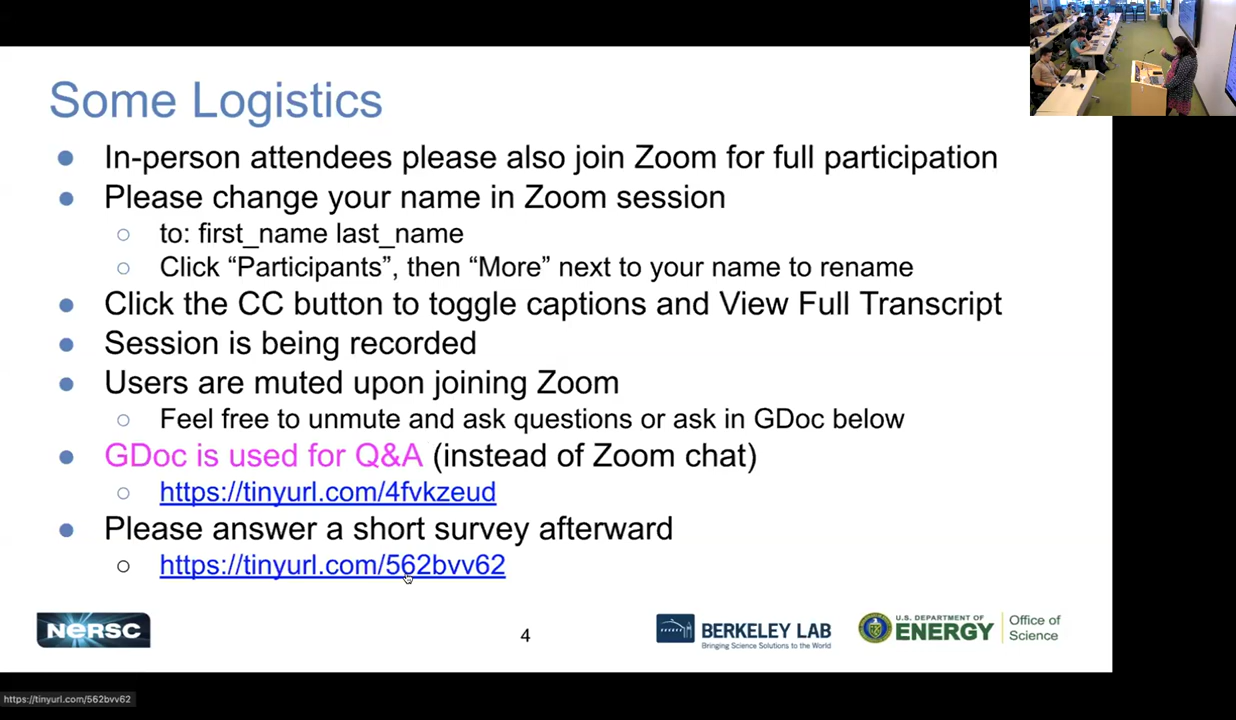 Some Logistics
● In-person attendees please also join Zoom for full participation
● Please change your name in Zoom session
○ to: first_name last_name
○ Click “Participants”, then “More” next to your name to rename
● Click the CC button to toggle captions and View Full Transcript
● Session is being recorded
● Users are muted upon joining Zoom
○ Feel free to unmute and ask questions or ask in GDoc below
● GDoc is used for Q&A (instead of Zoom chat)
○ https://tinyurl.com/4fvkzeud
● Please answer a short survey afterward
○ https://tinyurl.com/562bvv62
NERSC
4
BERKELEY LAB
Bringing Science Solutions to the World
U.S. DEPARTMENT OF
ENERGY
Office of
Science
https://tinyurl.com/562bvv62